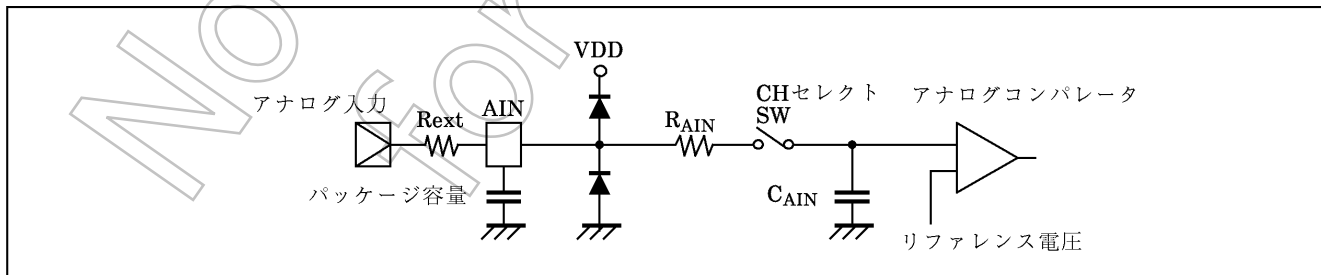 No
for
VDD
アナログ入力
Rext
AIN
RAIN
CHセレクト
SW
アナログコンパレータ
パッケージ容量
CAIN
リファレンス電圧